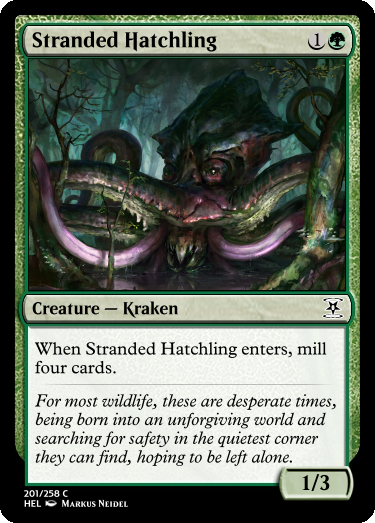 Stranded Hatchling 1
Creature — Kraken
When Stranded Hatchling enters, mill
four cards.
For most wildlife, these are desperate times,
being born into an unforgiving world and
searching for safety in the quietest corner
they can find, hoping to be left alone.
1/3
201/258 C
HEL Markus Neidel